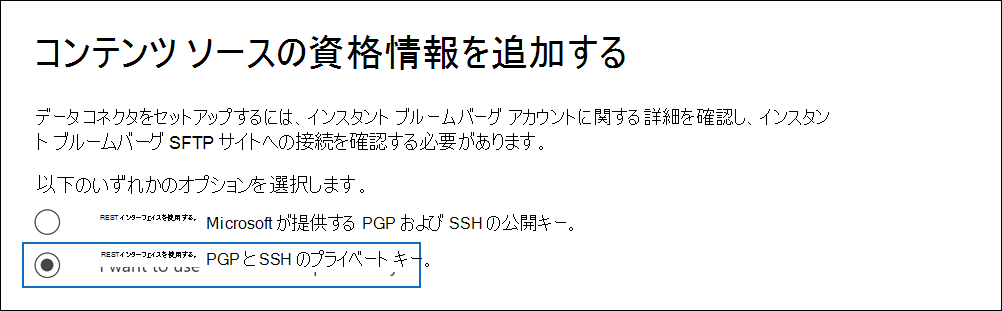 コンテンツ ソースの資格情報を追加する
データ コネクタをセットアップするには、インスタント ブルームバーグ アカウントに関する詳細を確認し、インスタン
ト ブルームバーグ SFTP サイトへの接続を確認する必要があります。
以下のいずれかのオプションを選択します。
REST インターフェイスを使用する。 Microsoft が提供する PGP および SSH の公開キー。
REST インターフェイスを使用する。 PGP と SSH のプライベート キー。
I want to use